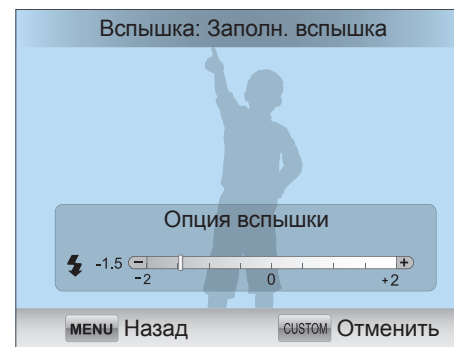 Вспышка: Заполн. вспышка
Опция вспышки
-1.5 − +
-2 0 +2
MENU Назад CUSTOM Отменить